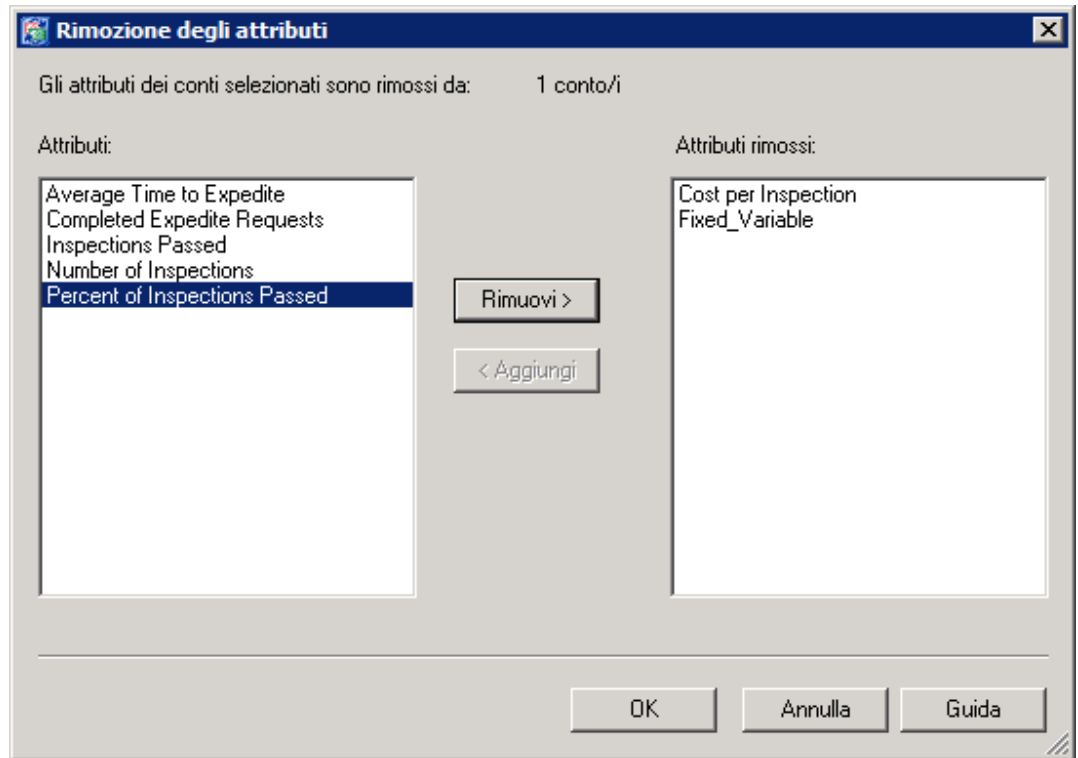 Rimozione degli attributi
Gli attributi dei conti selezionati sono rimossi da: 1 conto/i
Attributi:
Average Time to Expedite
Completed Expedite Requests
Inspections Passed
Number of Inspections
Percent of Inspections Passed
Rimuovi >
< Aggiungi
Attributi rimossi:
Cost per Inspection
Fixed_Variable
OK
Annulla
Guida